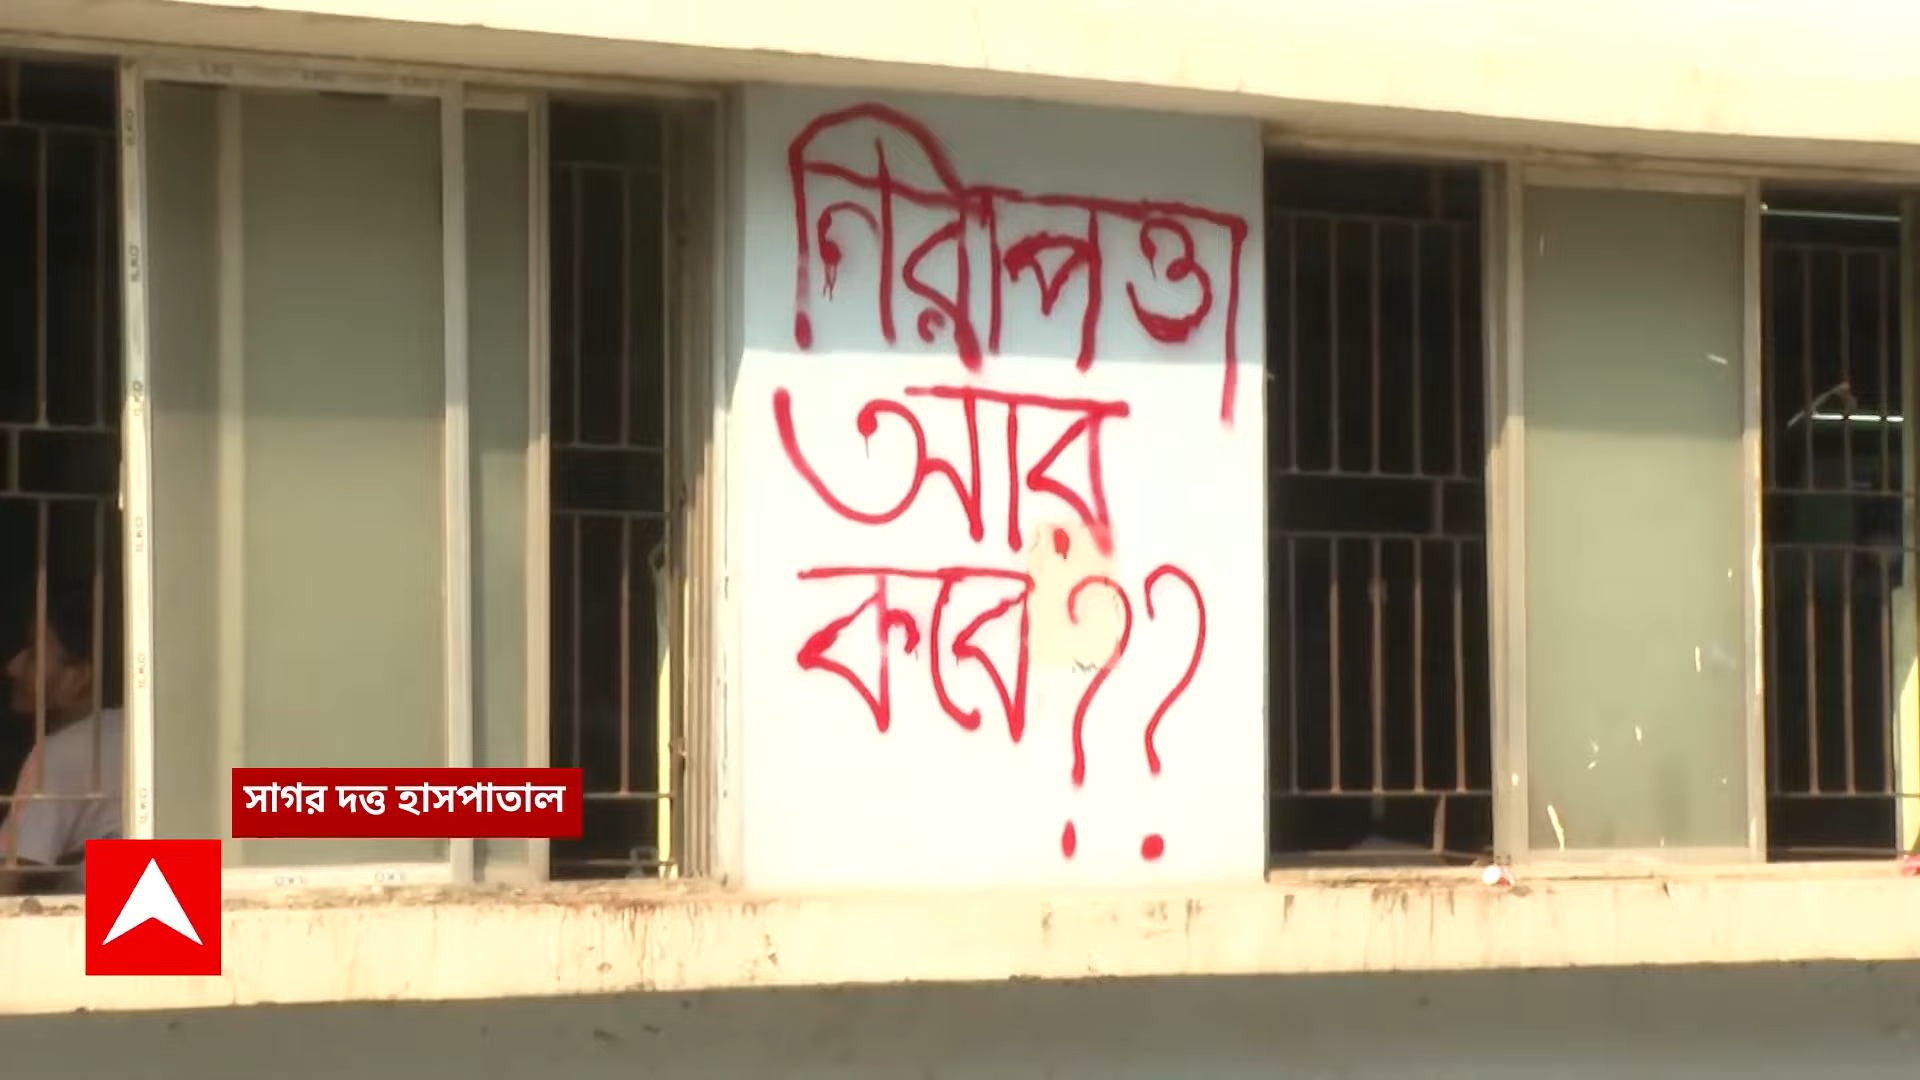 নিরাপত্তা
আর
কবে??
সাগর দত্ত হাসপাতাল